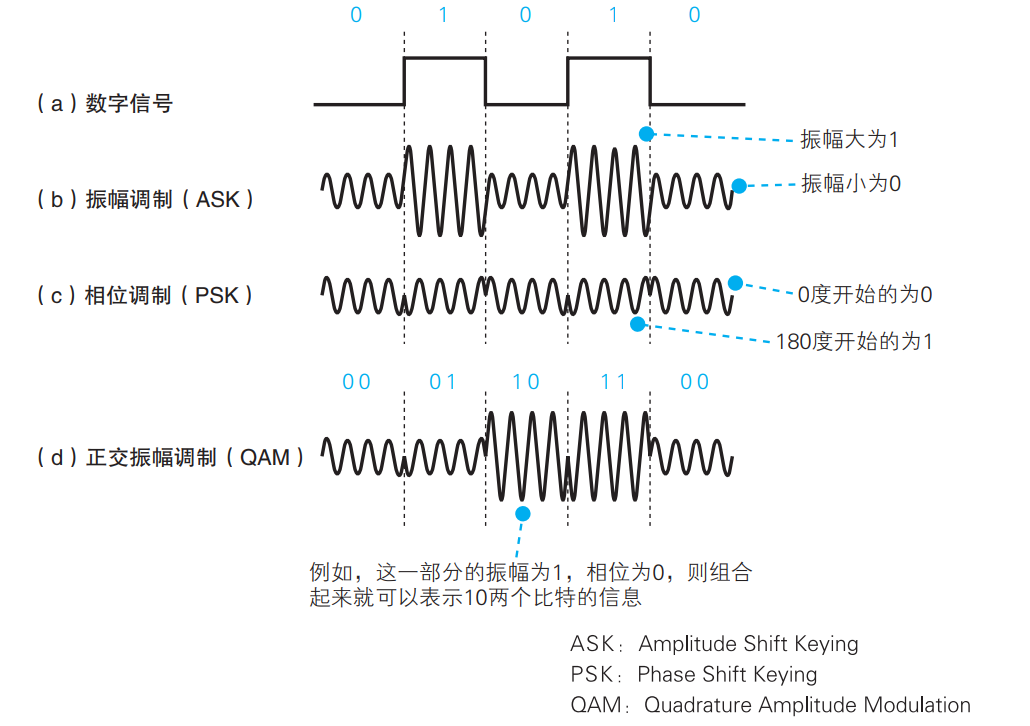 0 1 0 1 0
（a）数字信号
振幅大为1
（b）振幅调制（ASK）
振幅小为0
（c）相位调制（PSK）
0度开始的为0
180度开始的为1
00 01 10 11 00
（d）正交振幅调制（QAM）
例如，这一部分的振幅为1，相位为0，则组合
起来就可以表示10两个比特的信息
ASK：Amplitude Shift Keying
PSK：Phase Shift Keying
QAM：Quadrature Amplitude Modulation